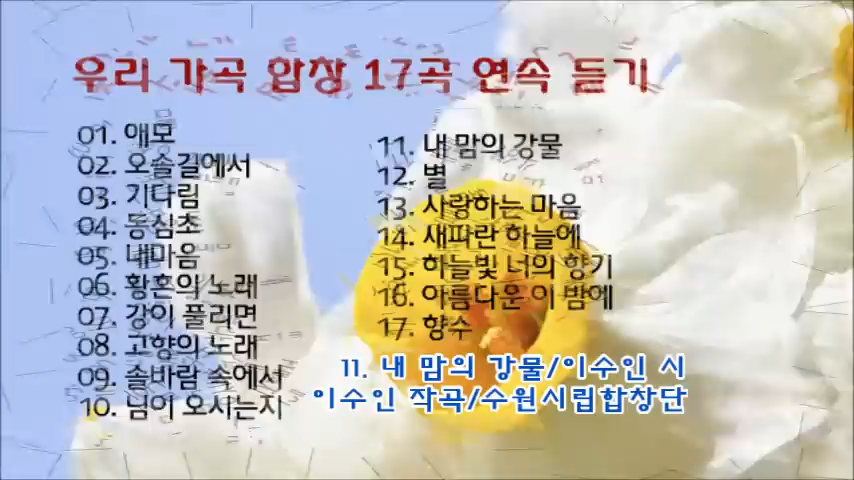 우리 가곡 합창 17곡 연속 듣기
01. 애모
02. 오솔길에서
03. 기다림
04. 동심초
05. 내마음
06. 황혼의 노래
07. 강이 풀리면
08. 고향의 노래
09. 솔바람 속에서
10. 님이 오시는지
11. 내 맘의 강물
12. 별
13. 사랑하는 마음
14. 새파란 하늘에
15. 하늘빛 너의 향기
16. 아름다운 이 밤에
17. 향수
11. 내 맘의 강물/이수인 시
이수인 작곡/수원시립합창단